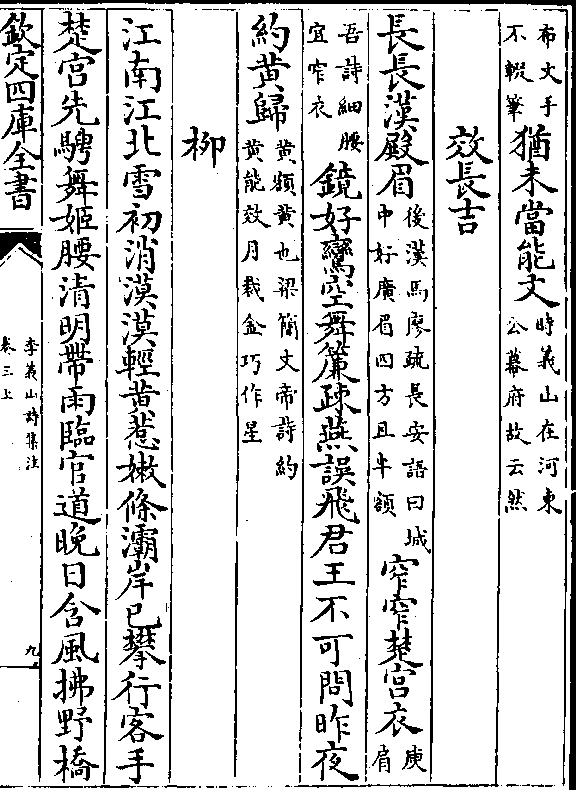 布文手
不輟筆
猶未當能文
時義山在河東
公幕府故云然
效長吉
長長漢殿眉
後漢馬廖疏長安語曰城
中好廣眉四方且半額
窄窄楚宫衣
庾
肩
吾詩細腰
宜窄衣
鏡好鸞空舞簾疎燕誤飛君王不可問昨夜
約黄歸
黄額黄也梁簡文帝詩約
黄能效月裁金巧作星
柳
江南江北雪初消漠漠輕黄惹嫩條灞岸已攀行客手
楚宫先騁舞姬腰清明帶雨臨官道晚日含風拂野橋
欽定四庫全書
李義山詩集注
卷三上
九